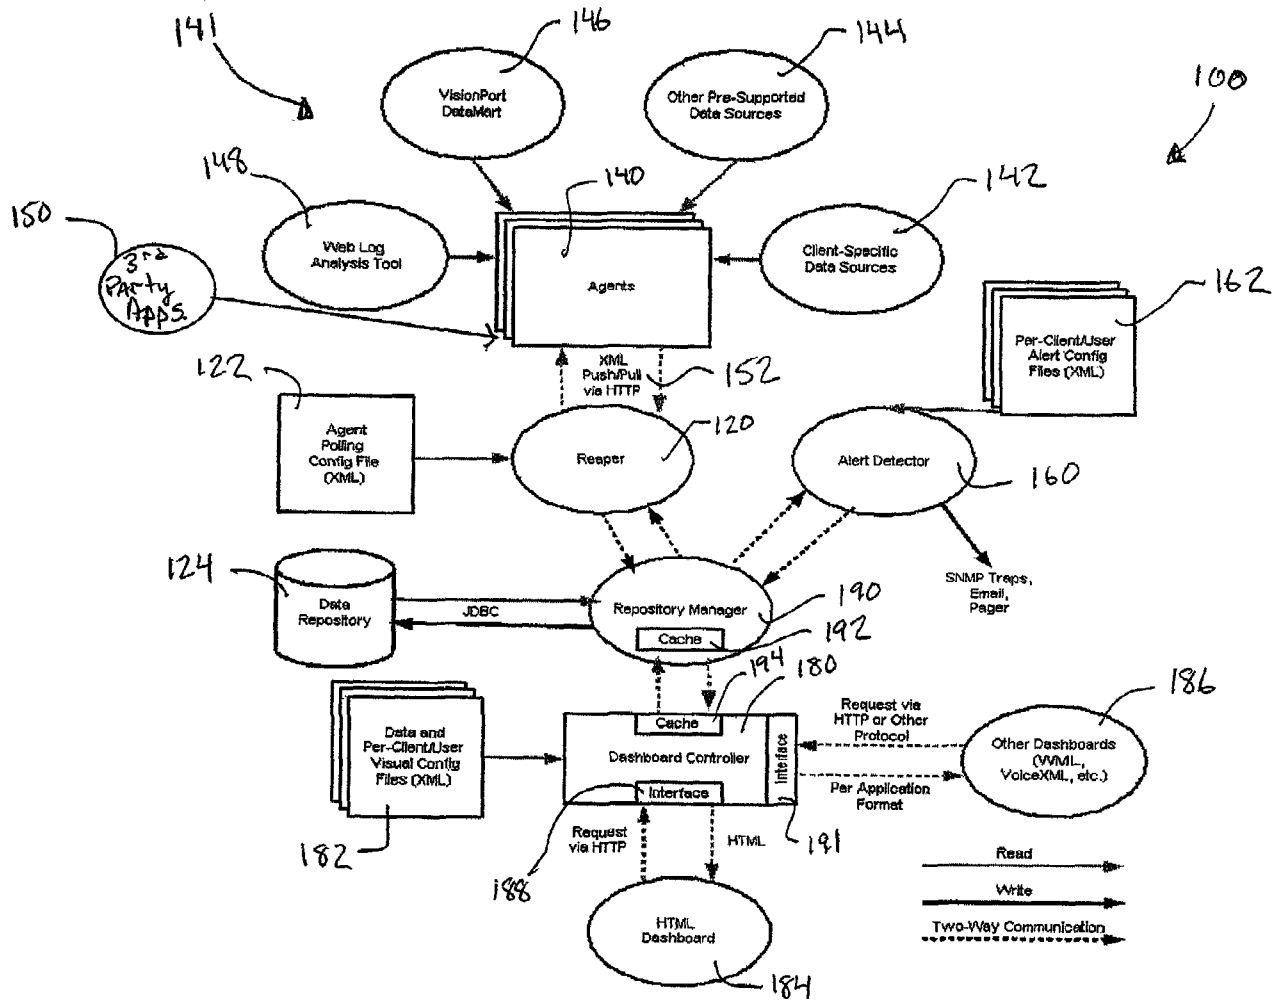 141
146
144
100
VisionPort
DataMart
Other Pre-Supported
Data Sources
148
140
142
150
3rd
Party
Apps.
Web Log
Analysis Tool
Agents
Client-Specific
Data Sources
162
Per-Client/User
Alert Config
Files (XML)
XML
Push/Pull
via HTTP
152
122
120
Agent
Polling
Config File
(XML)
Reaper
Alert Detector
160
124
Data
Repository
JDBC
Repository Manager
Cache
190
192
SNMP Traps,
Email,
Pager
194
180
186
Data and
Per-Client/User
Visual Config
Files (XML)
Cache
Dashboard Controller
Interface
Interface
Request via
HTTP or Other
Protocol
Other Dashboards
(WML,
VoiceXML, etc.)
Per Application
Format
182
188
Request
via HTTP
HTML
191
Read
Write
Two-Way Communication
HTML
Dashboard
184